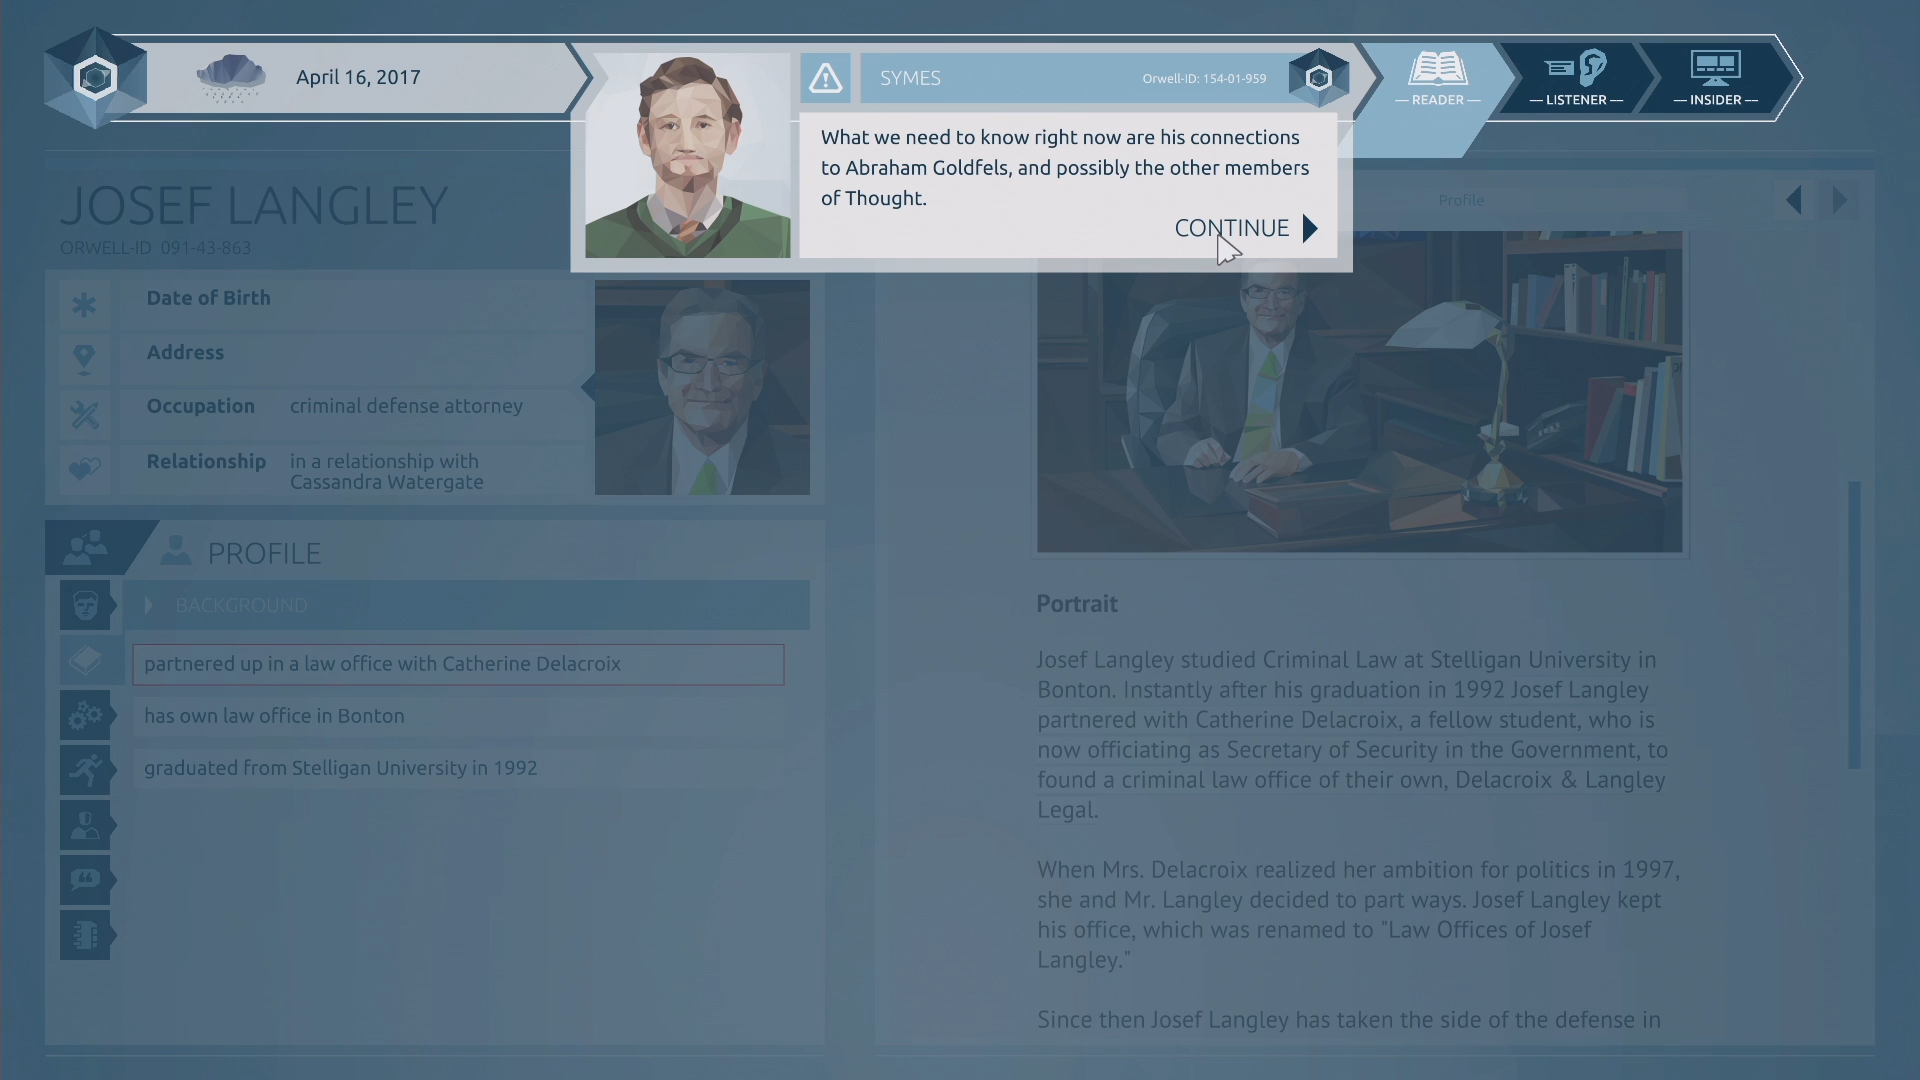 April 16, 2017
SYMES
Orwell-ID: 154-01-959
What we need to know right now are his connections
to Abraham Goldfels, and possibly the other members
of Thought.
CONTINUE
READER
LISTENER
INSIDER
JOSEF LANGLEY
ORWELL-ID 091-43-863
Date of Birth
Address
Occupation criminal defense attorney
Relationship in a relationship with
Cassandra Watergate
PROFILE
BACKGROUND
partnered up in a law office with Catherine Delacroix
has own law office in Bonton
graduated from Stelligan University in 1992
Profile
Portrait
Josef Langley studied Criminal Law at Stelligan University in
Bonton. Instantly after his graduation in 1992 Josef Langley
partnered with Catherine Delacroix, a fellow student, who is
now officiating as Secretary of Security in the Government, to
found a criminal law office of their own, Delacroix & Langley
Legal.
When Mrs. Delacroix realized her ambition for politics in 1997,
she and Mr. Langley decided to part ways. Josef Langley kept
his office, which was renamed to "Law Offices of Josef
Langley."
Since then Josef Langley has taken the side of the defense in